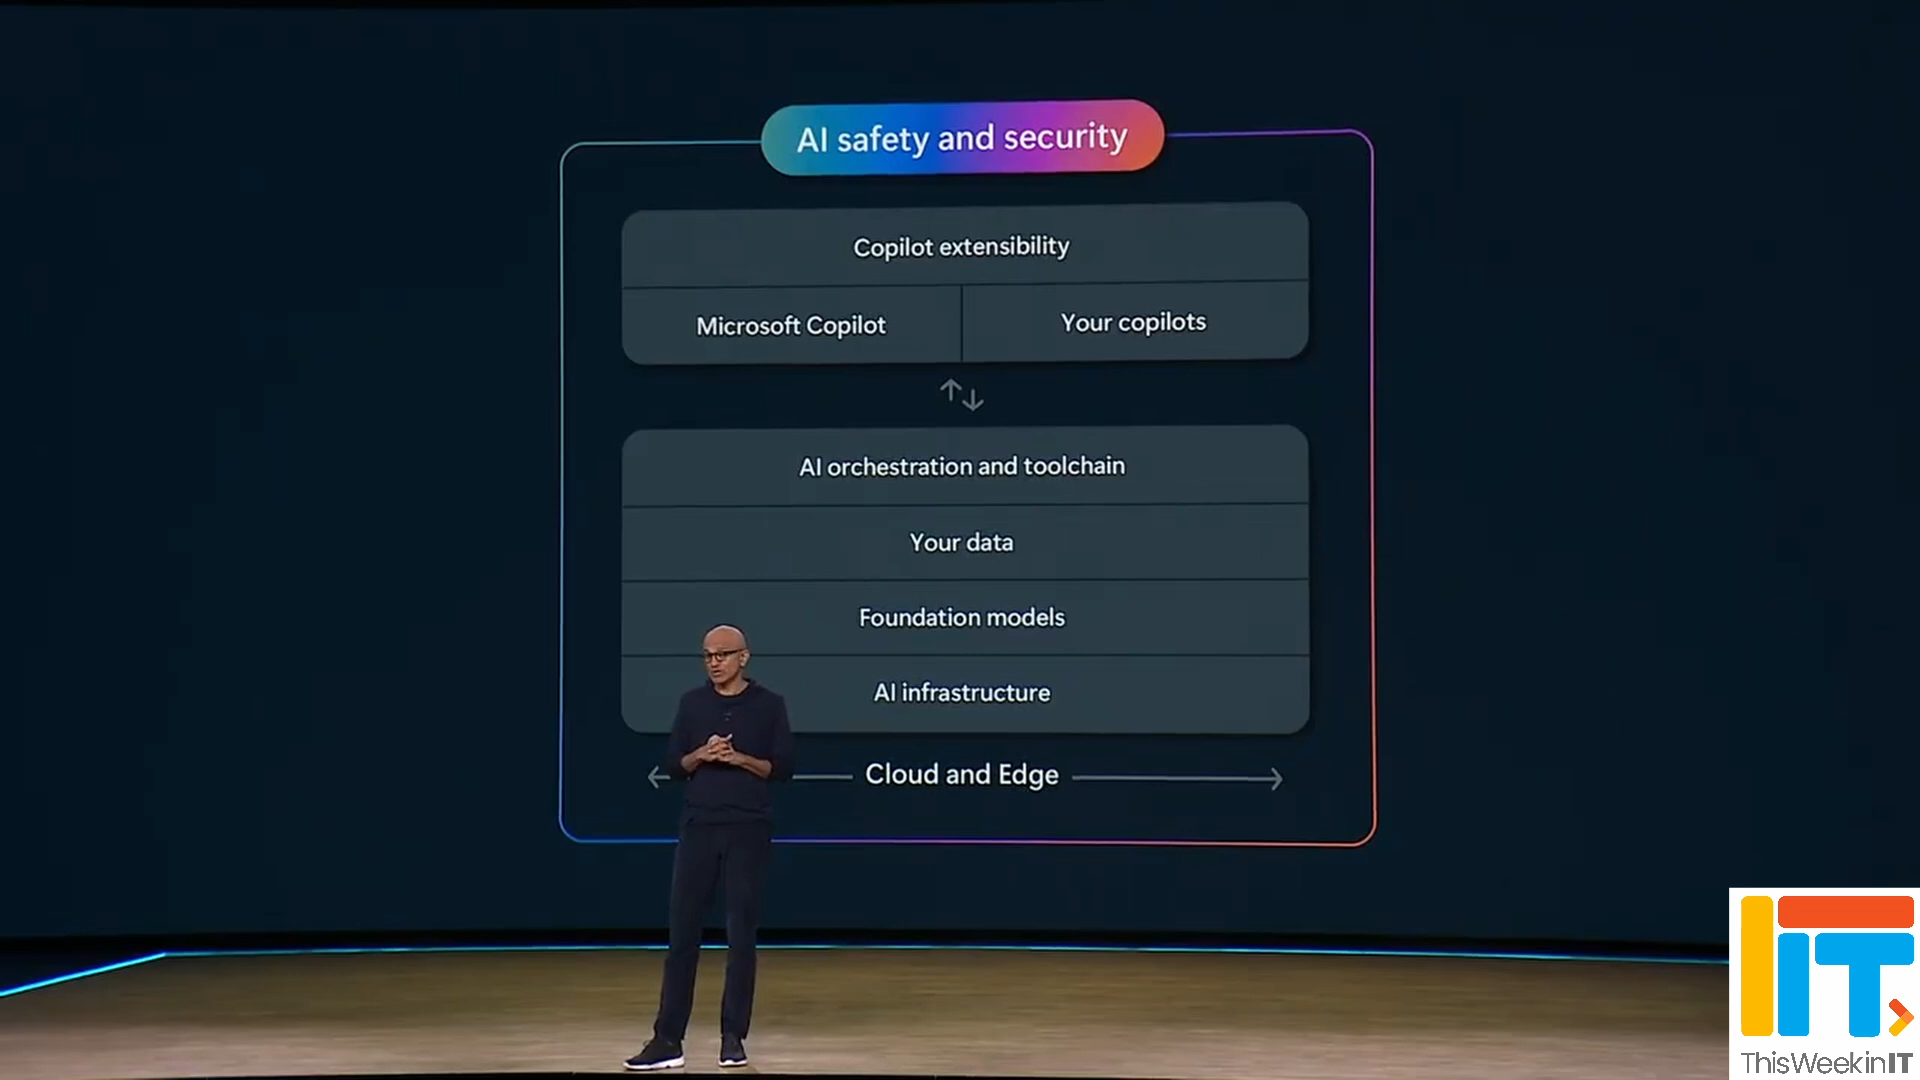 AI safety and security
Copilot extensibility
Microsoft Copilot
Your copilots
AI orchestration and toolchain
Your data
Foundation models
AI infrastructure
Cloud and Edge
IT
ThisWeekinIT